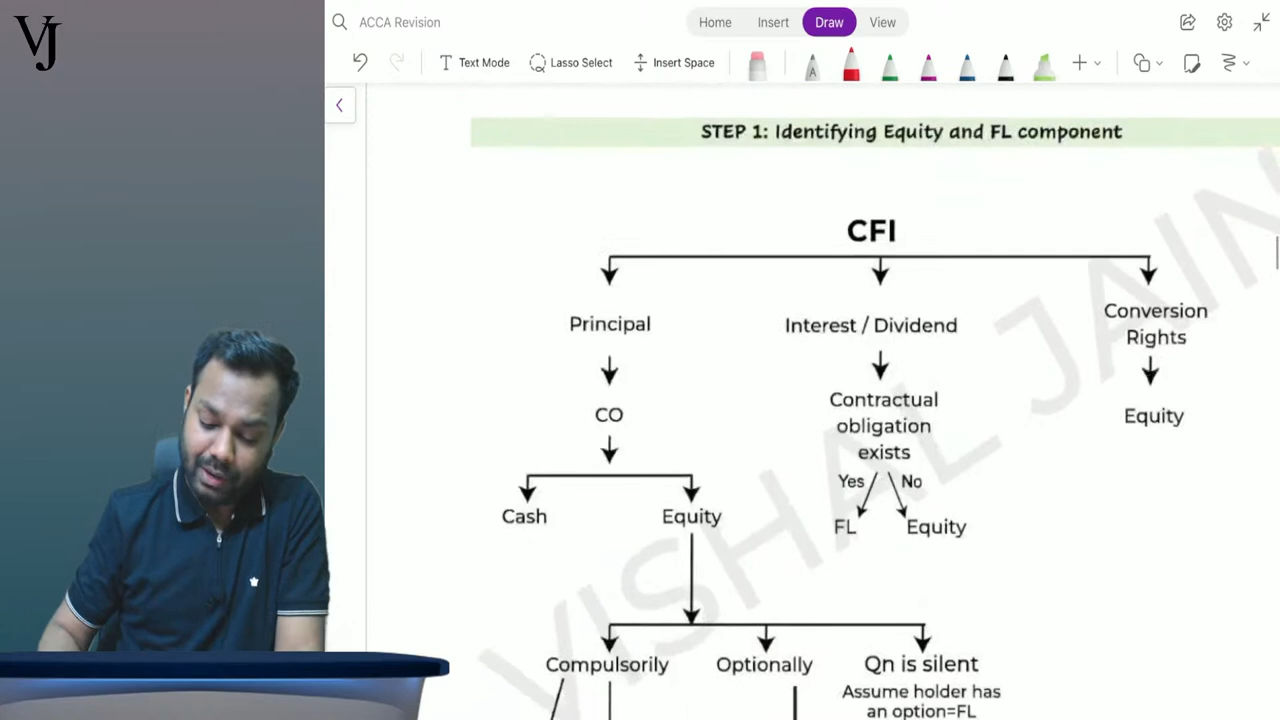 VJ
ACCA Revision
Home Insert Draw View
Text Mode Lasso Select Insert Space
A
STEP 1: Identifying Equity and FL component
CFI
Principal
Interest / Dividend
Conversion
Rights
CO
Contractual
obligation
exists
Equity
Yes No
Cash
Equity
FL
Equity
Compulsorily
Optionally
Qn is silent
Assume holder has
an option=FL
VISHAL JAIN